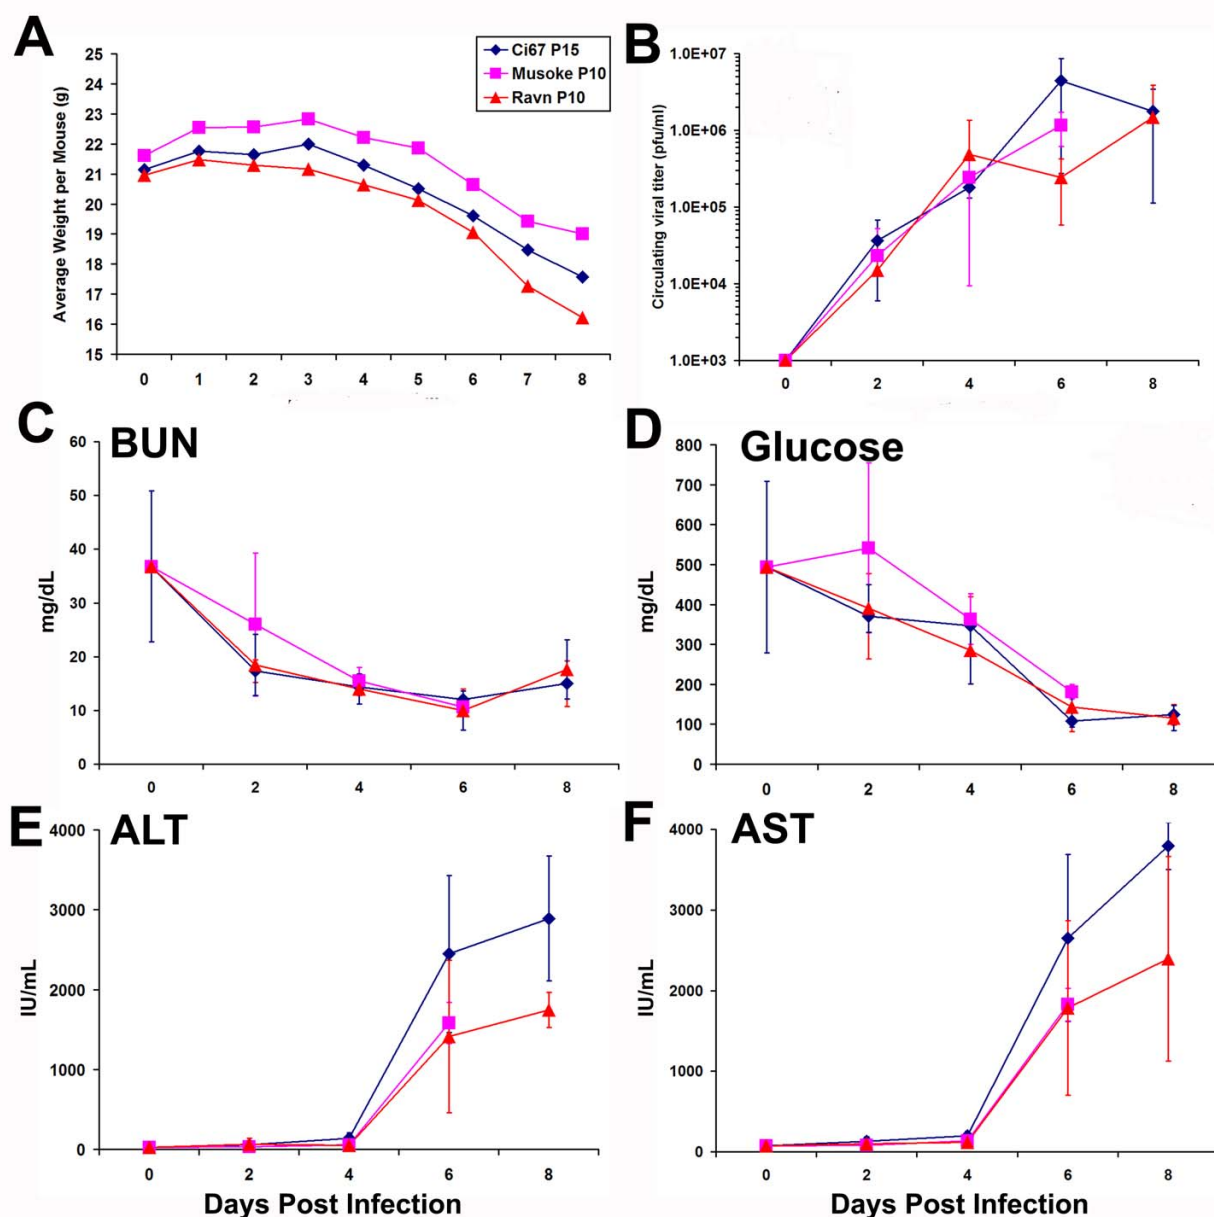 A
B
Ci67 P15
Musoke P10
Ravn P10
Average Weight per Mouse (g)
25
24
23
22
21
20
19
18
17
16
15
0 1 2 3 4 5 6 7 8
Circulating viral titer (pfu/ml)
1.0E+07
1.0E+06
1.0E+05
1.0E+04
1.0E+03
0 2 4 6 8
C
BUN
mg/dL
60
50
40
30
20
10
0
0 2 4 6 8
D
Glucose
mg/dL
800
700
600
500
400
300
200
100
0
0 2 4 6 8
E
ALT
IU/mL
4000
3000
2000
1000
0
0 2 4 6 8
Days Post Infection
F
AST
IU/mL
4000
3000
2000
1000
0
0 2 4 6 8
Days Post Infection